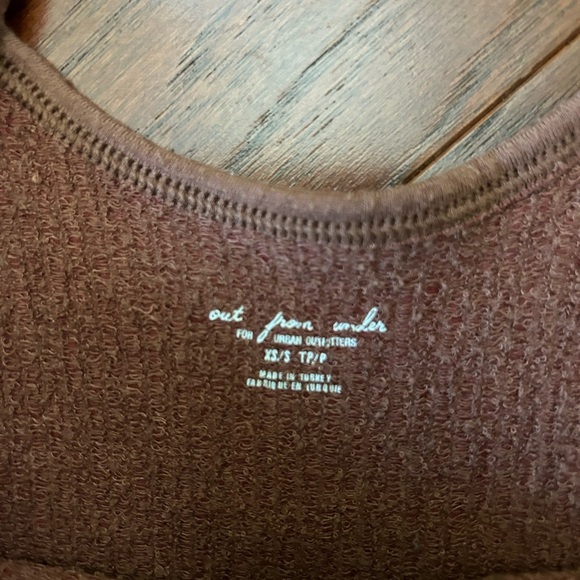 out from under
FOR URBAN OUTFITTERS
XS/S TP/P
MADE IN TURKEY
FABRIQUE EN TURQUIE